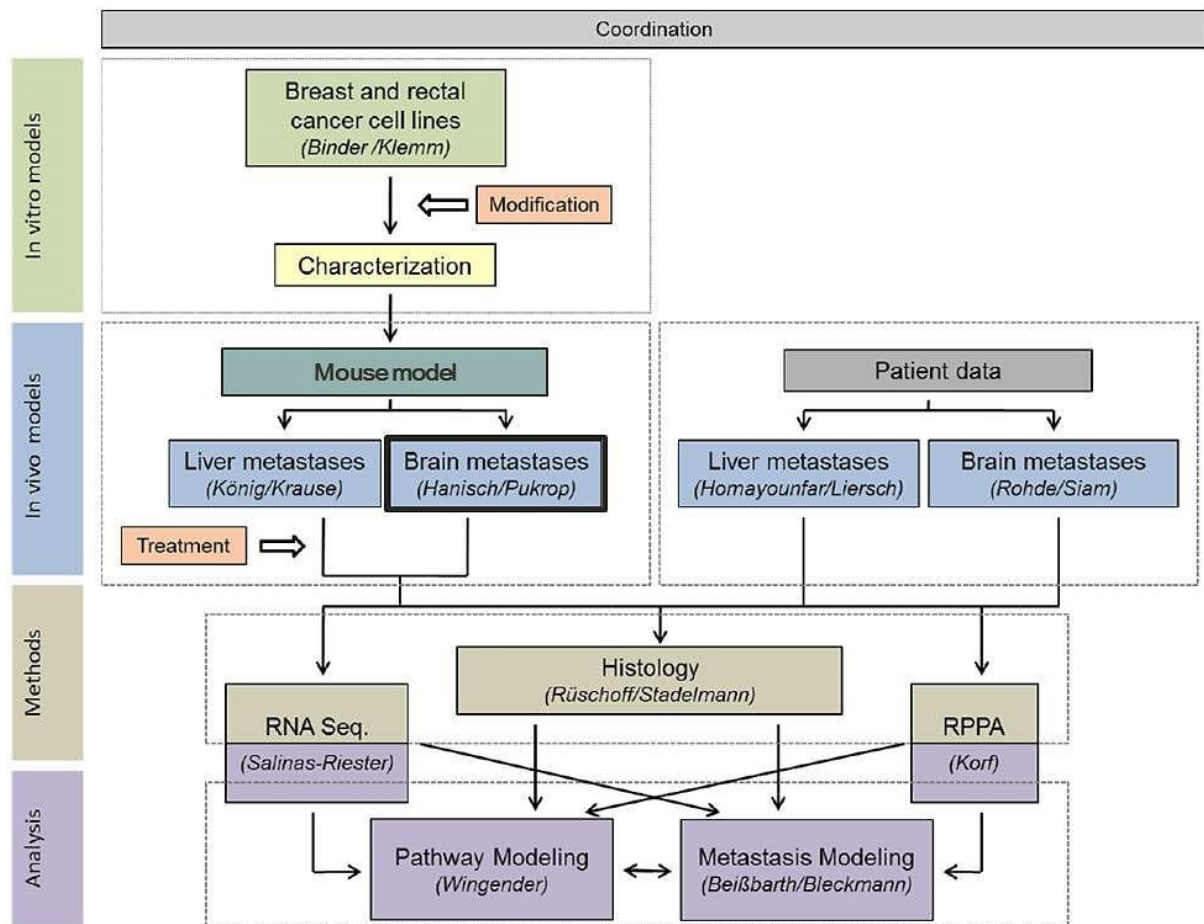 Coordination
In vitro models
Breast and rectal
cancer cell lines
(Binder /Klemm)
Modification
Characterization
In vivo models
Mouse model
Patient data
Liver metastases
(König/Krause)
Brain metastases
(Hanisch/Pukrop)
Liver metastases
(Homayounfar/Liersch)
Brain metastases
(Rohde/Siam)
Treatment
Methods
Histology
(Rüschoff/Stadelmann)
RNA Seq.
(Salinas-Riester)
RPPA
(Korf)
Analysis
Pathway Modeling
(Wingender)
Metastasis Modeling
(Beißbarth/Bleckmann)